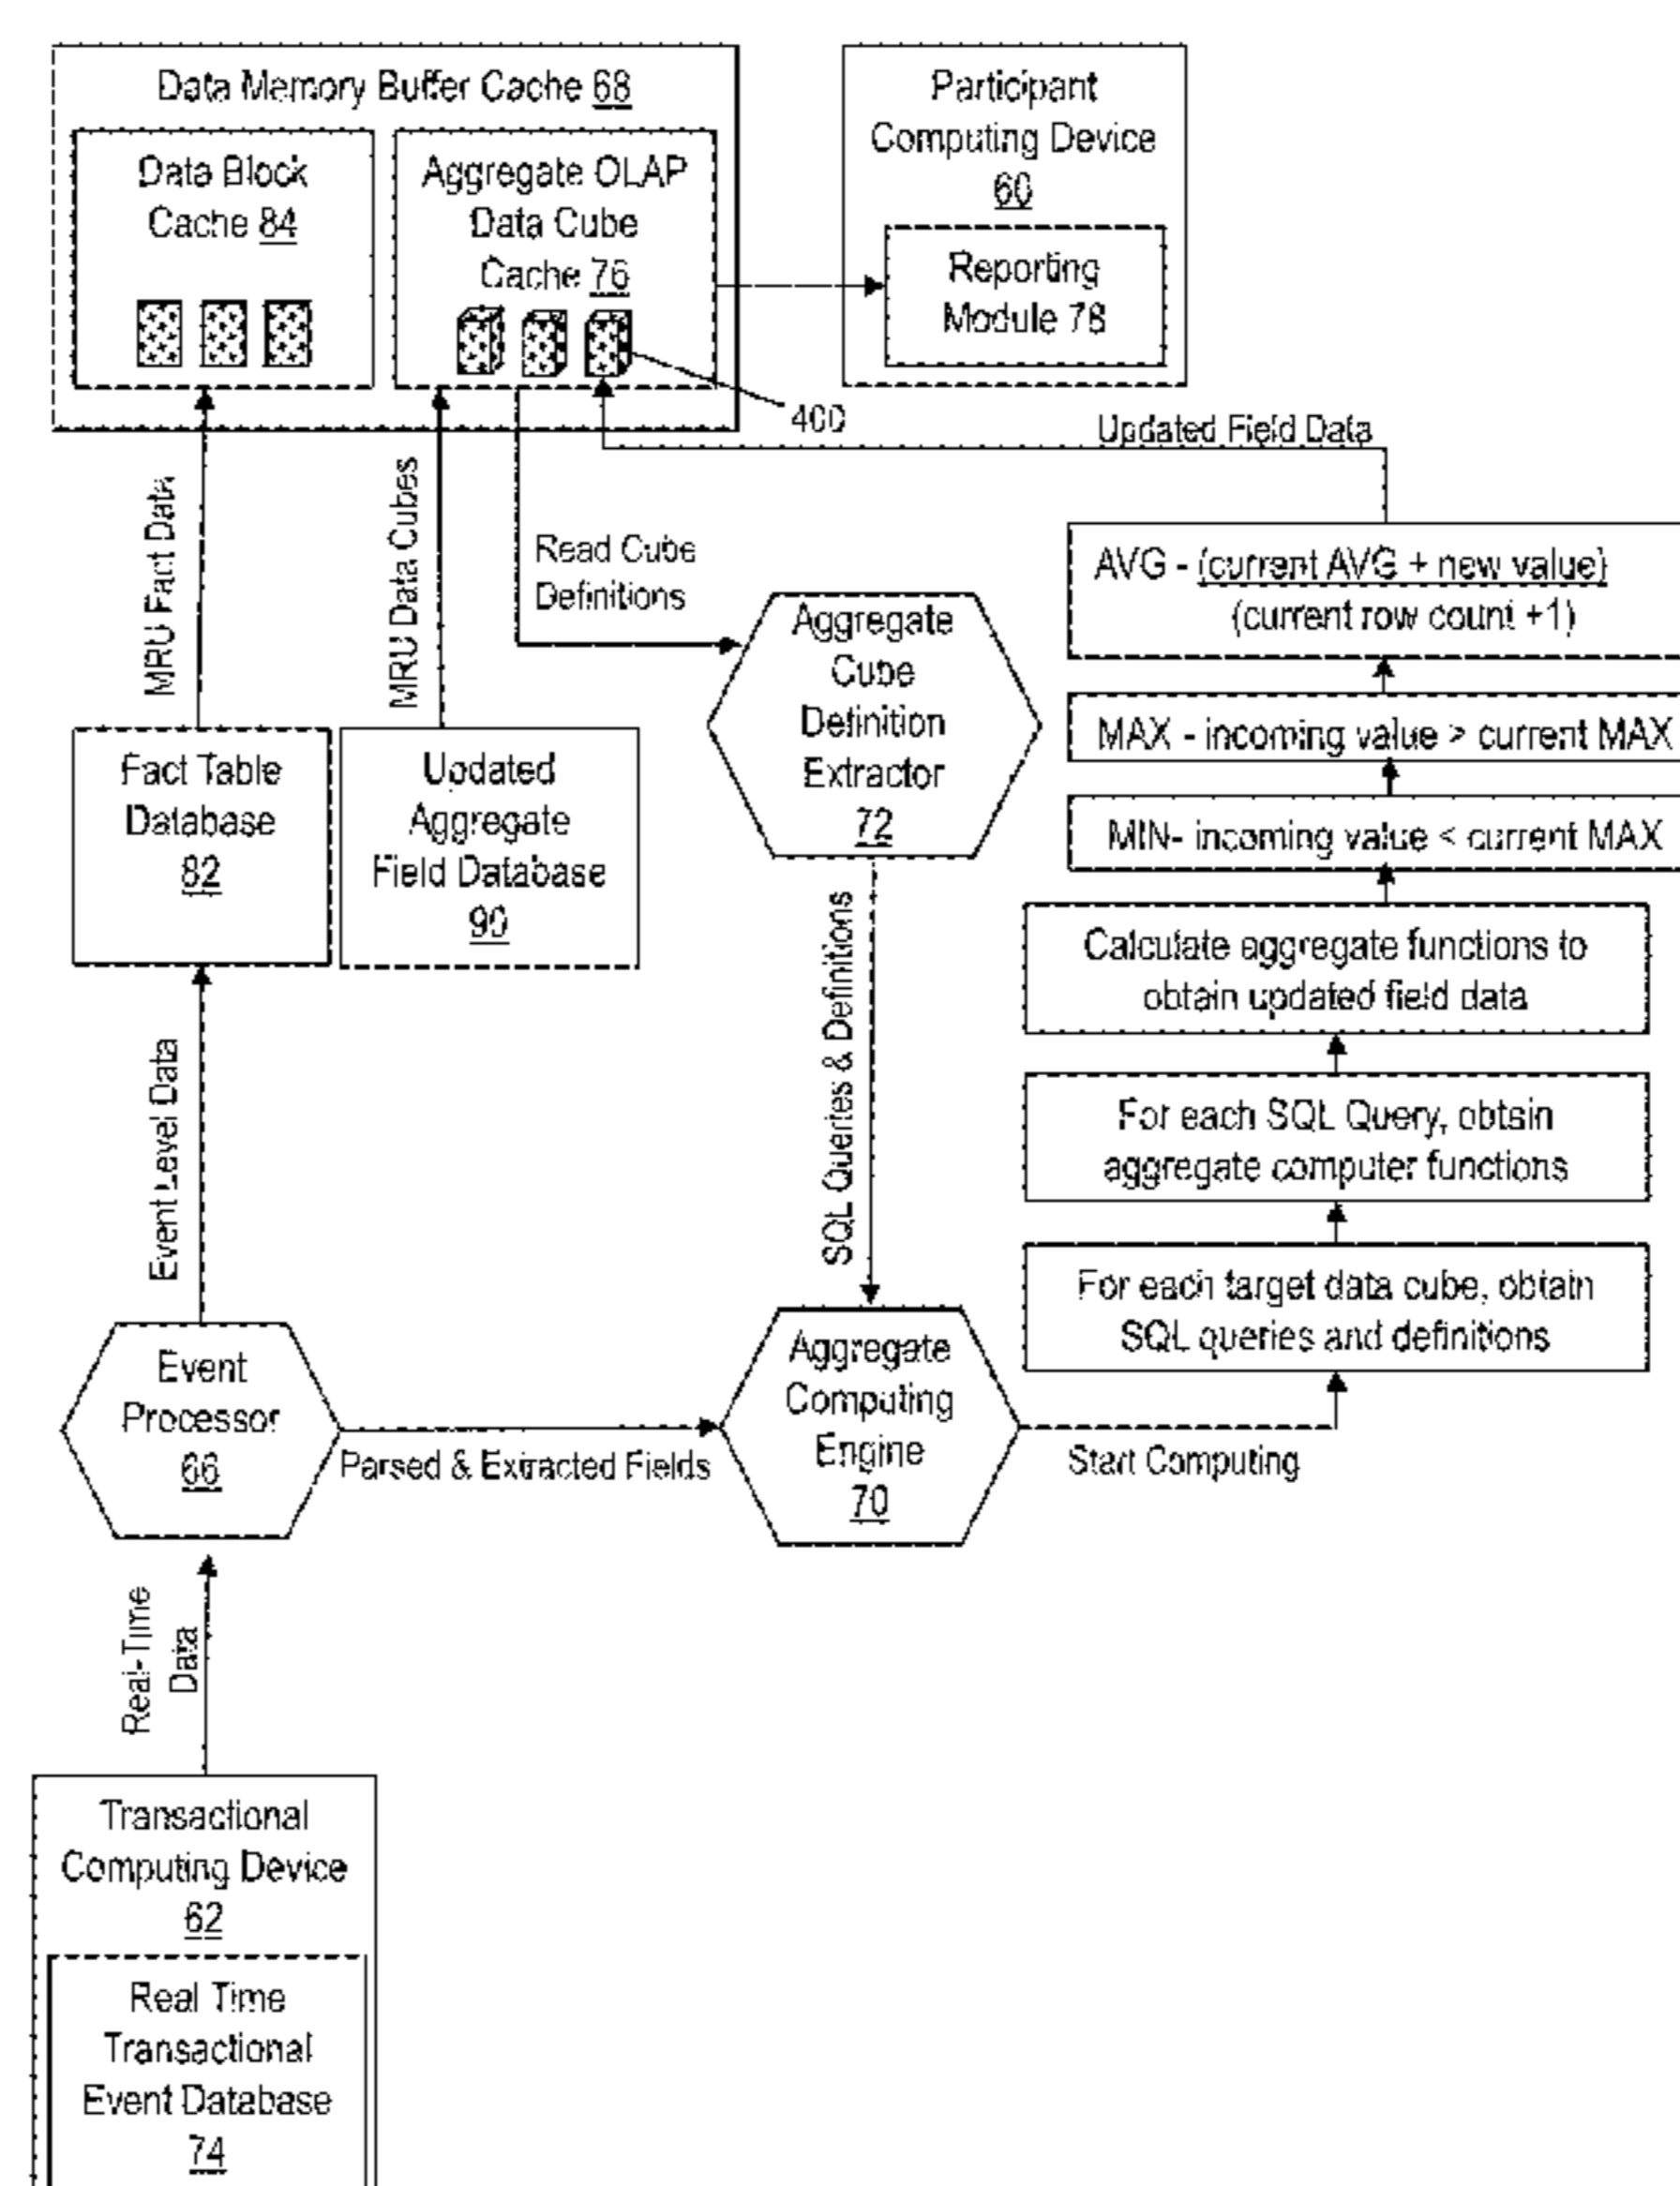 Data Memory Buffer Cache 68
Data Block
Cache 84
Aggregate OLAP
Data Cube
Cache 76
Participant
Computing Device
60
Reporting
Module 78
400
Updated Field Data
MRU Fact Data
MRU Data Cubes
Read Cube
Definitions
AVG - (current AVG + new value)
(current row count +1)
MAX - incoming value > current MAX
MIN- incoming value < current MAX
Calculate aggregate functions to
obtain updated field data
For each SQL Query, obtain
aggregate computer functions
For each target data cube, obtain
SQL queries and definitions
Aggregate
Cube
Definition
Extractor
72
Fact Table
Database
82
Updated
Aggregate
Field Database
90
SQL Queries & Definitions
Event Level Data
Event
Processor
66
Parsed & Extracted Fields
Aggregate
Computing
Engine
70
Start Computing
Real-Time
Data
Transactional
Computing Device
62
Real Time
Transactional
Event Database
74